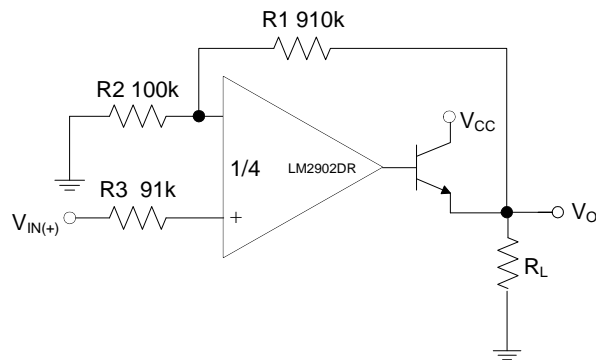 R1 910k
R2 100k
V_CC
1/4 LM2902DR
R3 91k
V_IN(+)
+
V_O
R_L